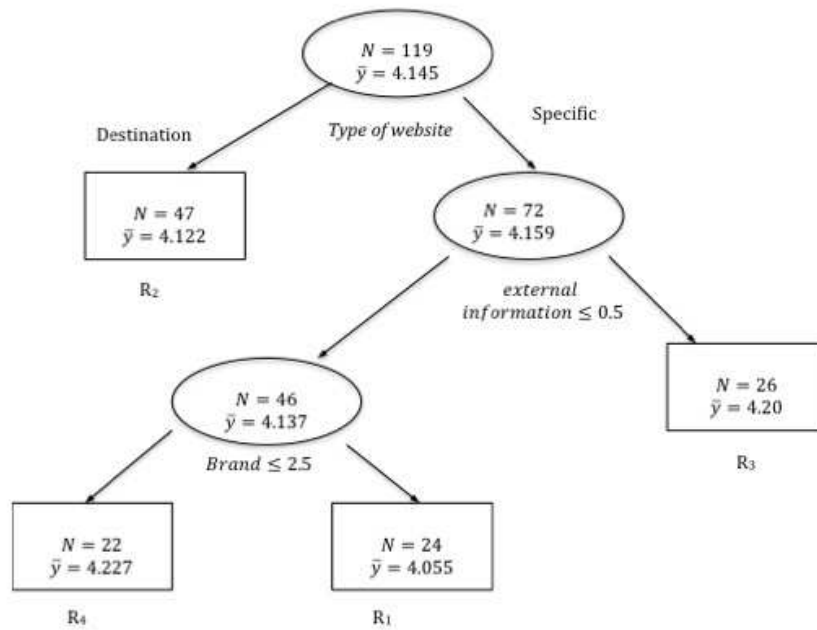 N = 119
ȳ = 4.145
Destination
Type of website
Specific
N = 47
ȳ = 4.122
R₂
N = 72
ȳ = 4.159
external
information ≤ 0.5
N = 46
ȳ = 4.137
Brand ≤ 2.5
N = 26
ȳ = 4.20
R₃
N = 22
ȳ = 4.227
R₄
N = 24
ȳ = 4.055
R₁